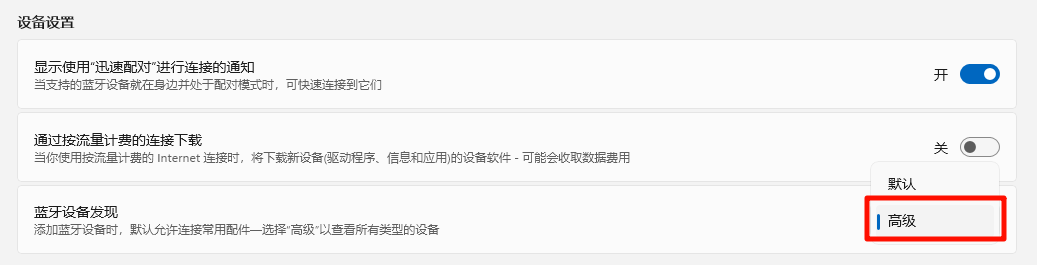 设备设置
显示使用“迅速配对”进行连接的通知
当支持的蓝牙设备就在身边并处于配对模式时，可快速连接到它们
开
通过按流量计费的连接下载
当你使用按流量计费的 Internet 连接时，将下载新设备(驱动程序、信息和应用)的设备软件 - 可能会收取数据费用
关
默认
蓝牙设备发现
添加蓝牙设备时，默认允许连接常用配件—选择“高级”以查看所有类型的设备
高级